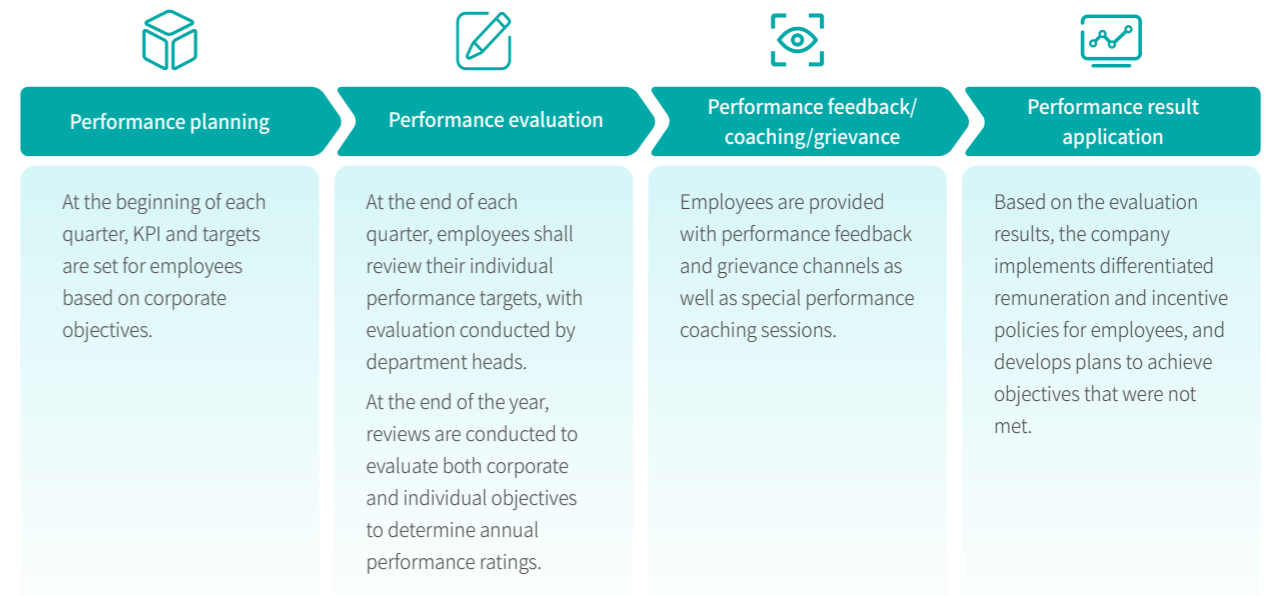 Performance planning
At the beginning of each
quarter, KPI and targets
are set for employees
based on corporate
objectives.
Performance evaluation
At the end of each
quarter, employees shall
review their individual
performance targets, with
evaluation conducted by
department heads.
At the end of the year,
reviews are conducted to
evaluate both corporate
and individual objectives
to determine annual
performance ratings.
Performance feedback/
coaching/grievance
Employees are provided
with performance feedback
and grievance channels as
well as special performance
coaching sessions.
Performance result
application
Based on the evaluation
results, the company
implements differentiated
remuneration and incentive
policies for employees, and
develops plans to achieve
objectives that were not
met.